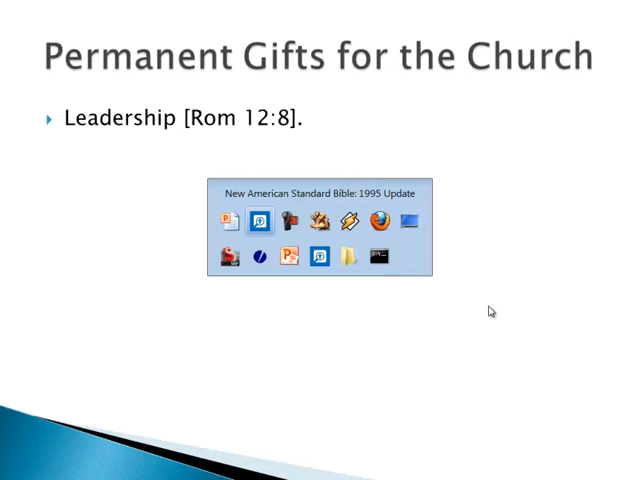 Permanent Gifts for the Church
Leadership [Rom 12:8].
New American Standard Bible: 1995 Update